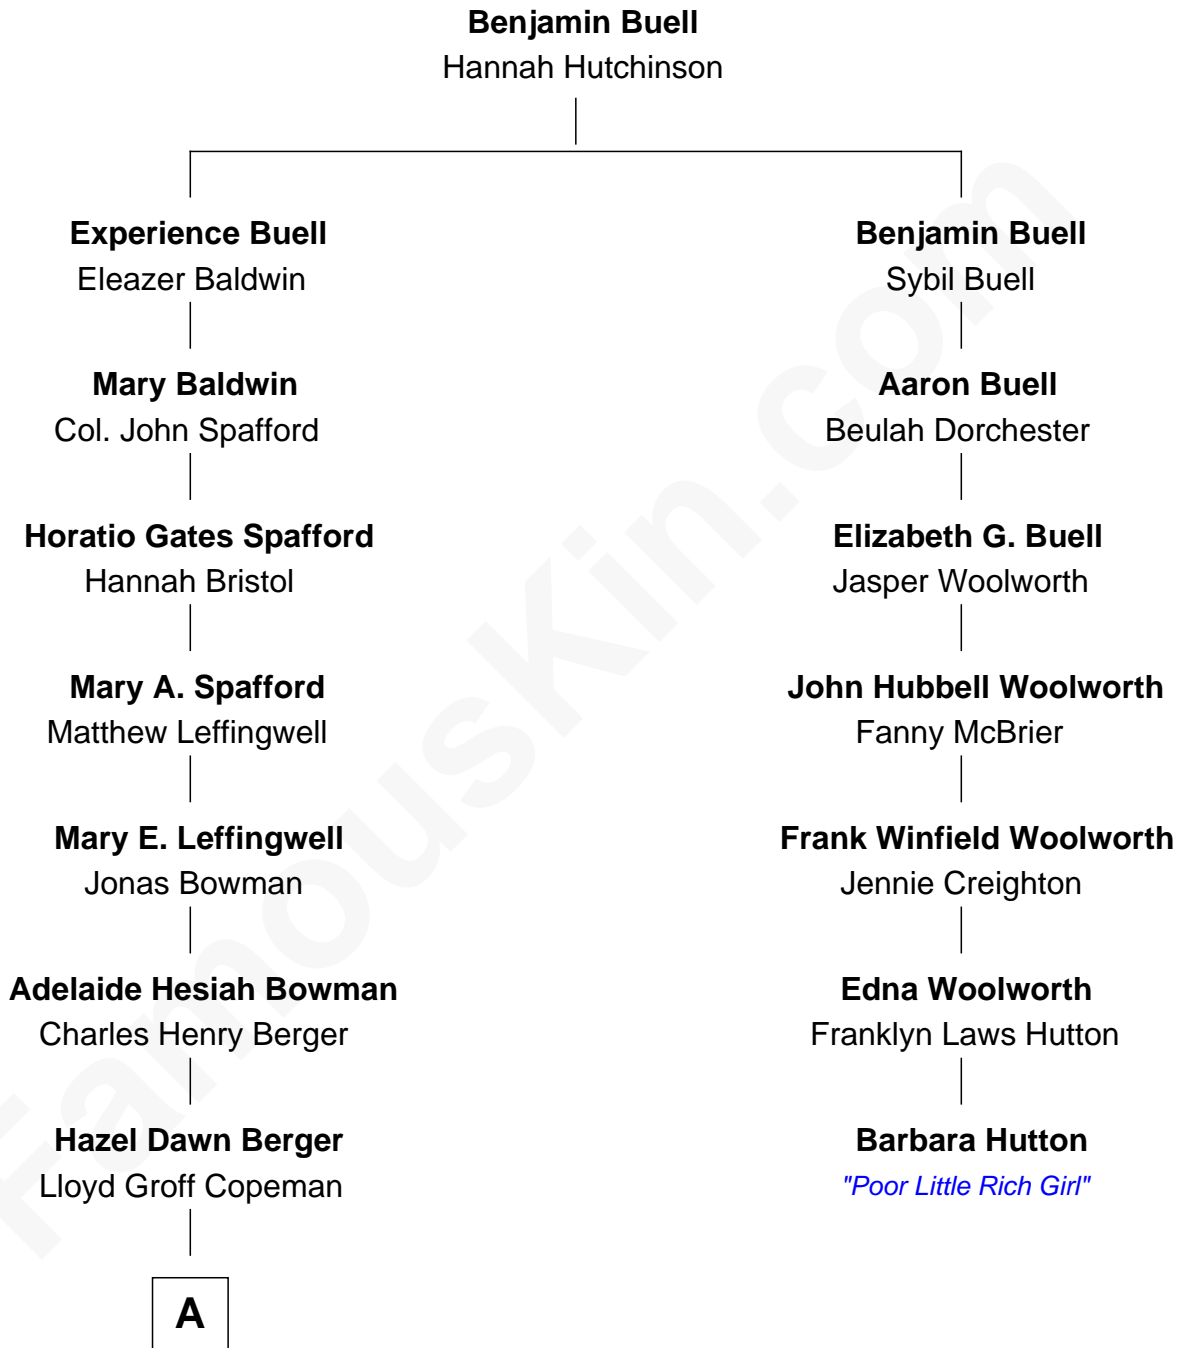 Benjamin Buell
Hannah Hutchinson
Experience Buell
Eleazer Baldwin
Mary Baldwin
Col. John Spafford
Horatio Gates Spafford
Hannah Bristol
Mary A. Spafford
Matthew Leffingwell
Mary E. Leffingwell
Jonas Bowman
Adelaide Hesiah Bowman
Charles Henry Berger
Hazel Dawn Berger
Lloyd Groff Copeman
A
Benjamin Buell
Sybil Buell
Aaron Buell
Beulah Dorchester
Elizabeth G. Buell
Jasper Woolworth
John Hubbell Woolworth
Fanny McBrier
Frank Winfield Woolworth
Jennie Creighton
Edna Woolworth
Franklyn Laws Hutton
Barbara Hutton
"Poor Little Rich Girl"
FamousKin.com